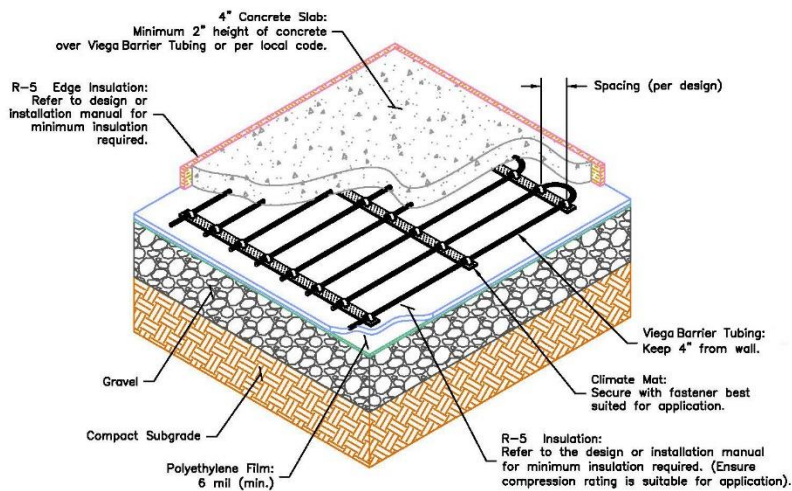 4" Concrete Slab:
Minimum 2" height of concrete
over Viega Barrier Tubing or per local code.
R-5 Edge Insulation:
Refer to design or
installation manual for
minimum insulation
required.
Spacing (per design)
Viega Barrier Tubing:
Keep 4" from wall.
Climate Mat:
Secure with fastener best
suited for application.
R-5 Insulation:
Refer to the design or installation manual
for minimum insulation required. (Ensure
compression rating is suitable for application).
Gravel
Compact Subgrade
Polyethylene Film:
6 mil (min.)